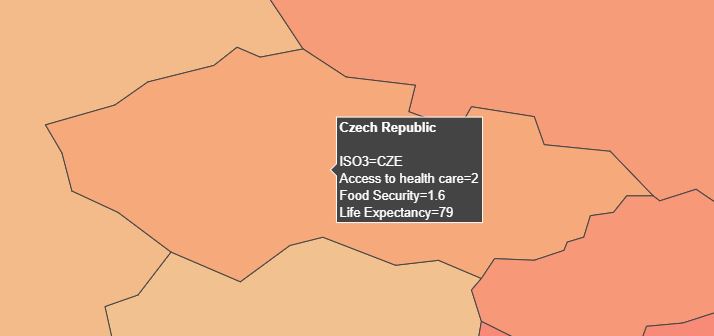 Czech Republic
ISO3=CZE
Access to health care=2
Food Security=1.6
Life Expectancy=79